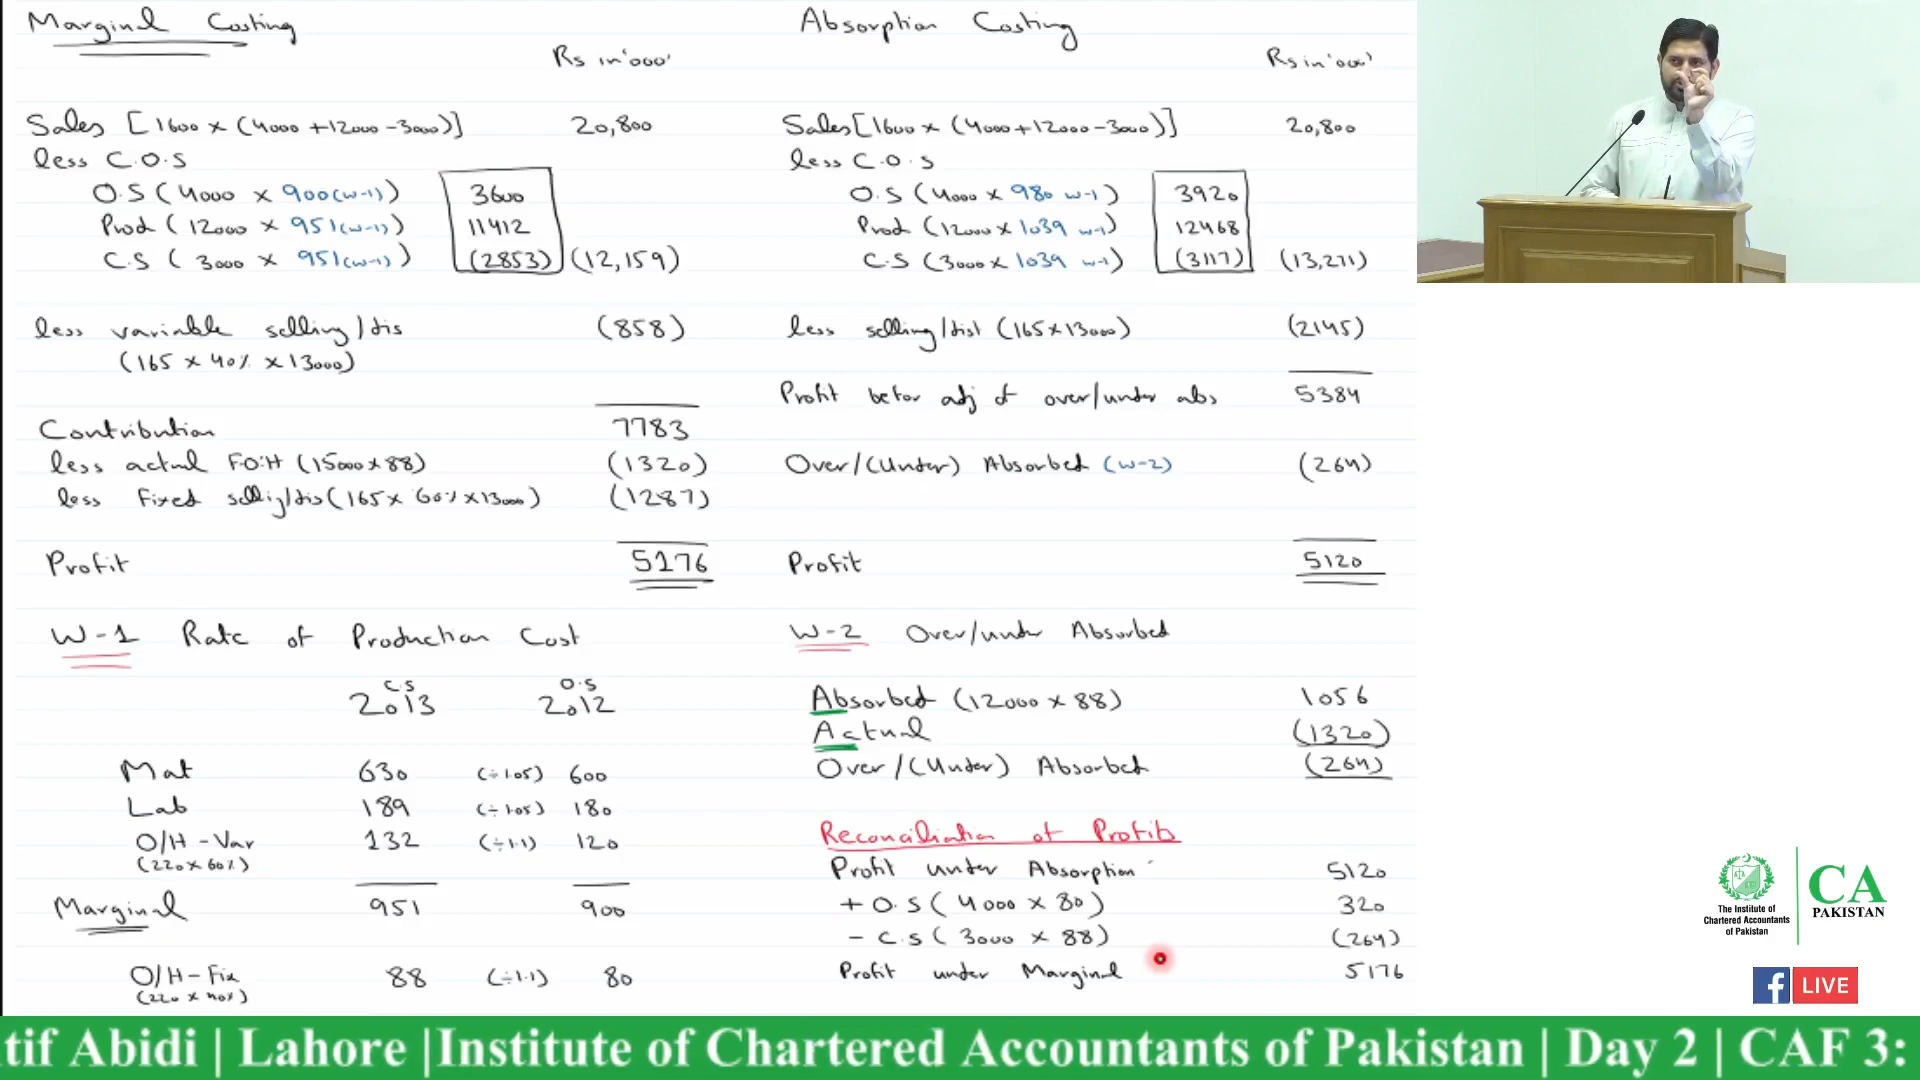 Marginal Costing
Rs in '000'
Sales [1600 x (4000 + 12000 - 3000)] 20,800
less C.O.S
O.S (4000 x 900 (w-1)) 3600
Prod (12000 x 951 (w-1)) 11412
C.S (3000 x 951 (w-1)) (2853) (12,159)
less variable selling/dis (858)
(165 x 40% x 13000)
Contribution 7783
less actual F.O.H (15000 x 88) (1320)
less Fixed sellig/dis (165 x 60% x 13000) (1287)
Profit 5176
W-1 Rate of Production Cost
C.S O.S
2013 2012
Mat 630 (÷1.05) 600
Lab 189 (÷1.05) 180
O/H - Var 132 (÷1.1) 120
(220 x 60%)
Marginal 951 900
O/H - Fix 88 (÷1.1) 80
(220 x 40%)
Absorption Costing
Rs in '000'
Sales [1600 x (4000 + 12000 - 3000)] 20,800
less C.O.S
O.S (4000 x 980 w-1) 3920
Prod (12000 x 1039 w-1) 12468
C.S (3000 x 1039 w-1) (3117) (13,271)
less selling/dist (165 x 13000) (2145)
Profit befor adj of over/under abs 5384
Over/(Under) Absorbed (w-2) (264)
Profit 5120
W-2 Over/under Absorbed
Absorbed (12000 x 88) 1056
Actual (1320)
Over/(Under) Absorbed (264)
Reconciliation of Profits
Profit under Absorption 5120
+ O.S (4000 x 80) 320
- C.S (3000 x 88) (264)
Profit under Marginal 5176
The Institute of
Chartered Accountants
of Pakistan
CA
PAKISTAN
f LIVE
tif Abidi | Lahore |Institute of Chartered Accountants of Pakistan | Day 2 | CAF 3: